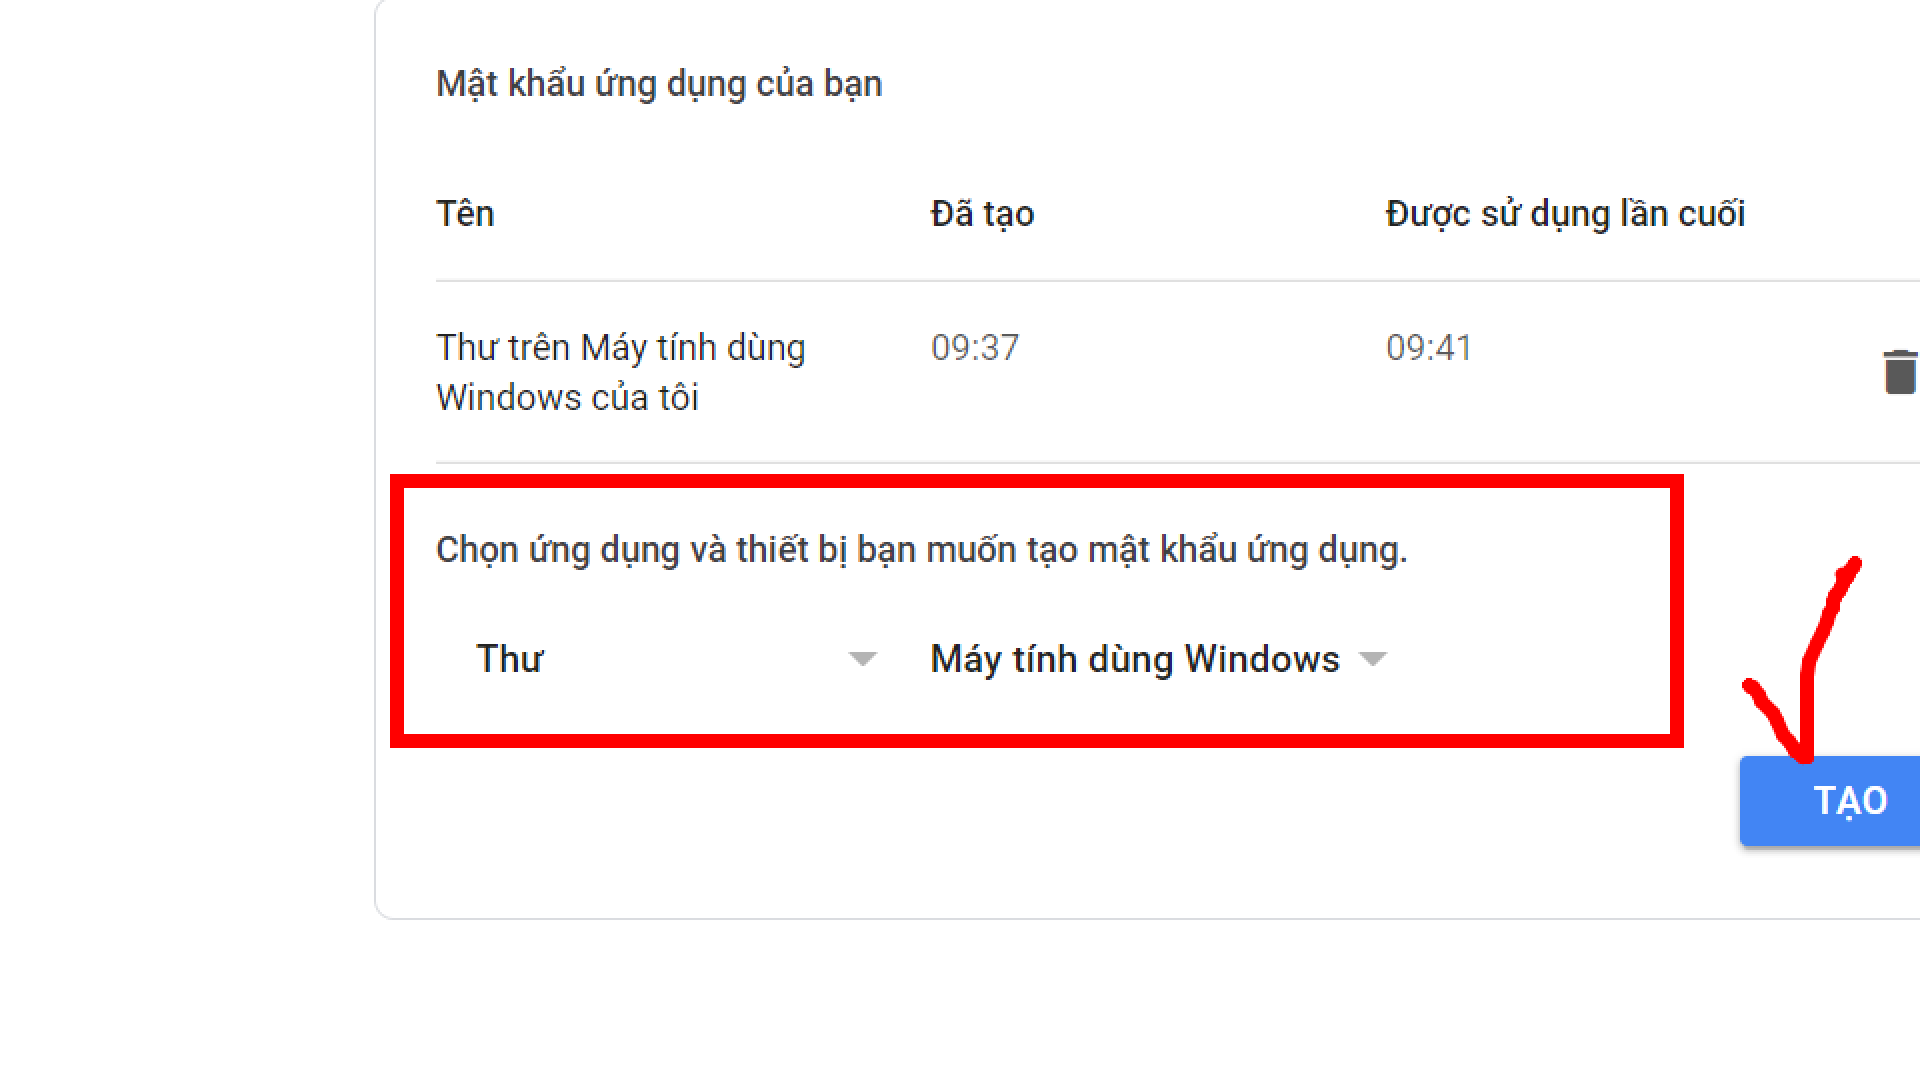 Mật khẩu ứng dụng của bạn
Tên Đã tạo Được sử dụng lần cuối
Thư trên Máy tính dùng 09:37 09:41
Windows của tôi
Chọn ứng dụng và thiết bị bạn muốn tạo mật khẩu ứng dụng.
Thư Máy tính dùng Windows
TẠO